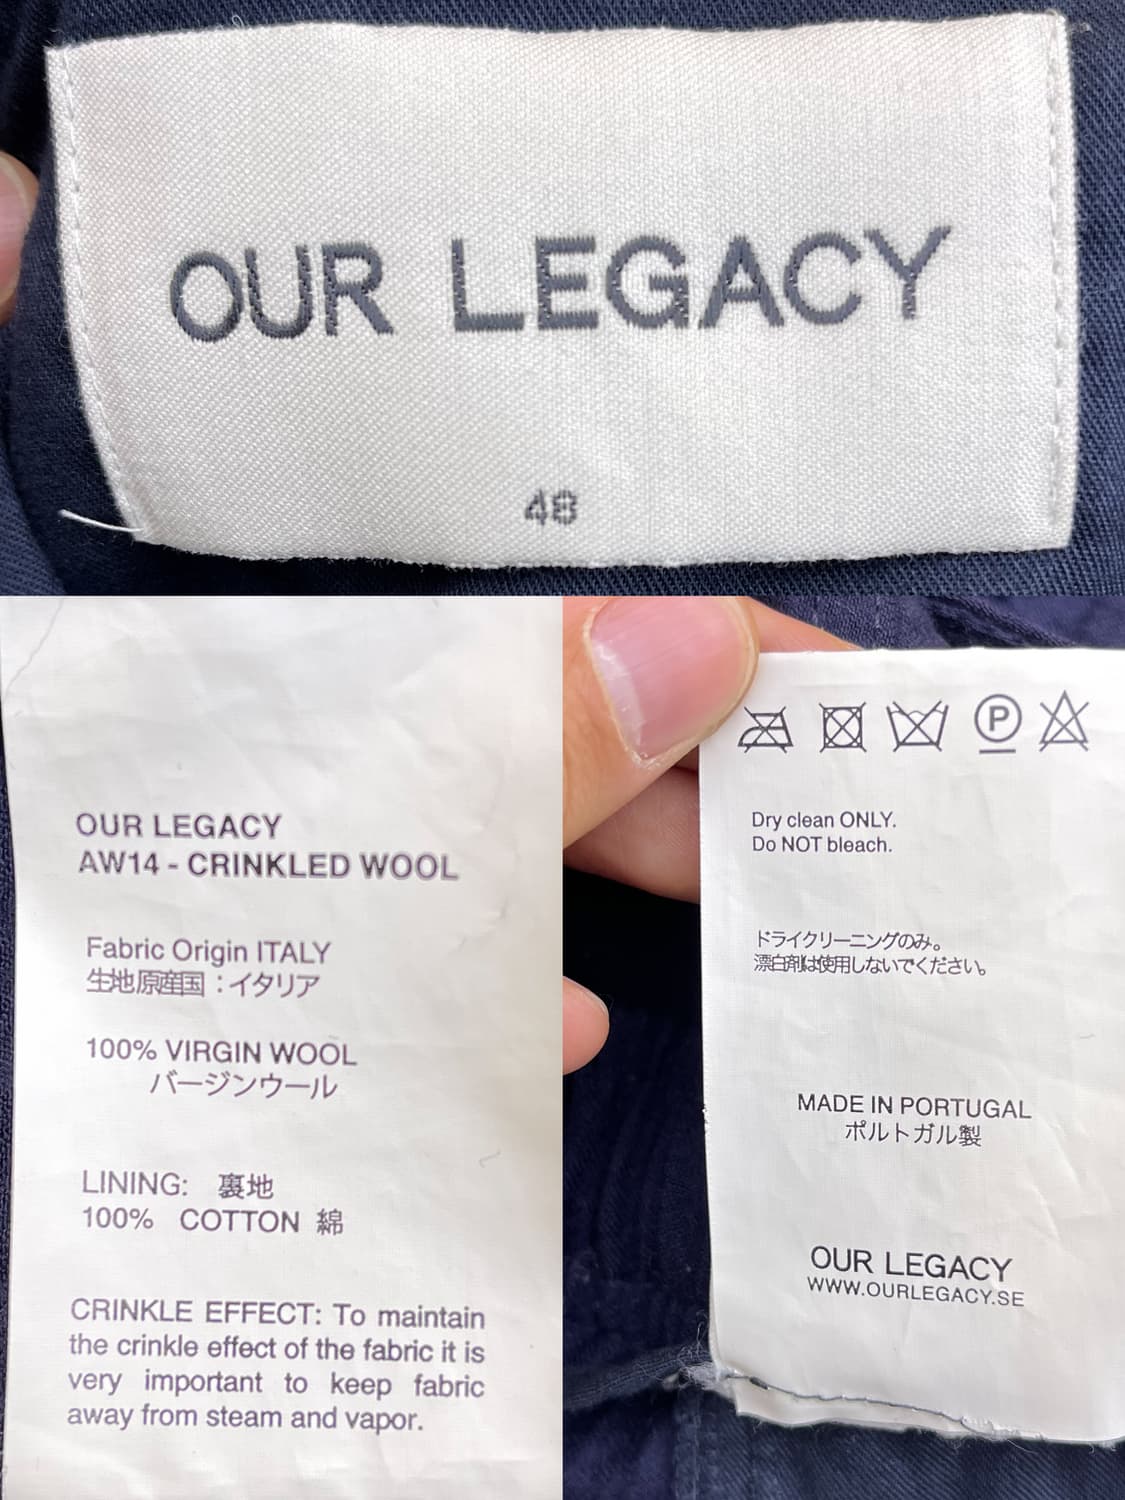 OUR LEGACY
48
OUR LEGACY
AW14 - CRINKLED WOOL
Fabric Origin ITALY
生地原産国：イタリア
100% VIRGIN WOOL
バージンウール
LINING: 裏地
100% COTTON 綿
CRINKLE EFFECT: To maintain
the crinkle effect of the fabric it is
very important to keep fabric
away from steam and vapor.
P
Dry clean ONLY.
Do NOT bleach.
ドライクリーニングのみ。
漂白剤は使用しないでください。
MADE IN PORTUGAL
ポルトガル製
OUR LEGACY
WWW.OURLEGACY.SE